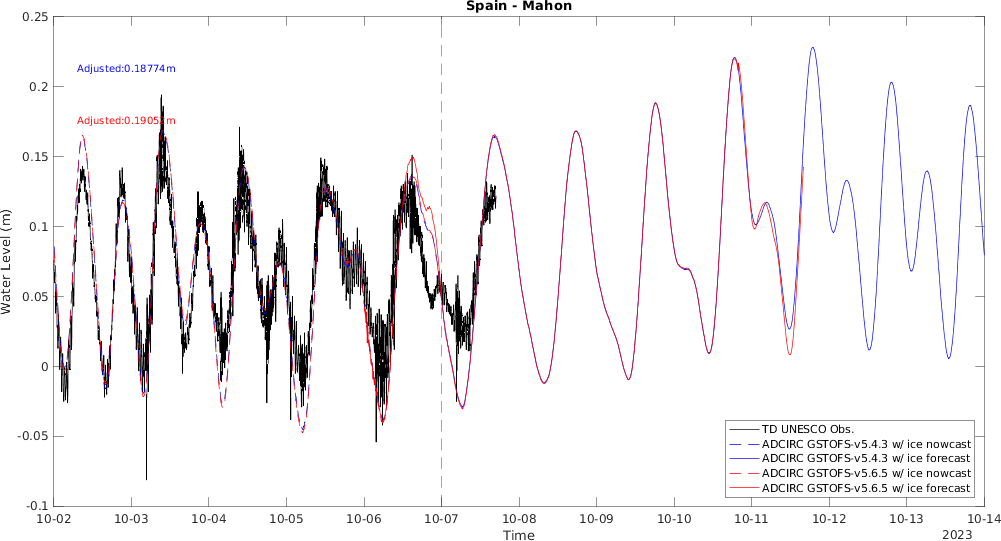 Spain - Mahon
Water Level (m)
0.25
0.2
0.15
0.1
0.05
0
-0.05
-0.1
Adjusted:0.18774m
TD UNESCO Obs.
ADCIRC GSTOFS-v5.4.3 w/ ice nowcast
ADCIRC GSTOFS-v5.4.3 w/ ice forecast
ADCIRC GSTOFS-v5.6.5 w/ ice nowcast
ADCIRC GSTOFS-v5.6.5 w/ ice forecast
10-02 10-03 10-04 10-05 10-06 10-07 10-08 10-09 10-10 10-11 10-12 10-13 10-14
Time
2023